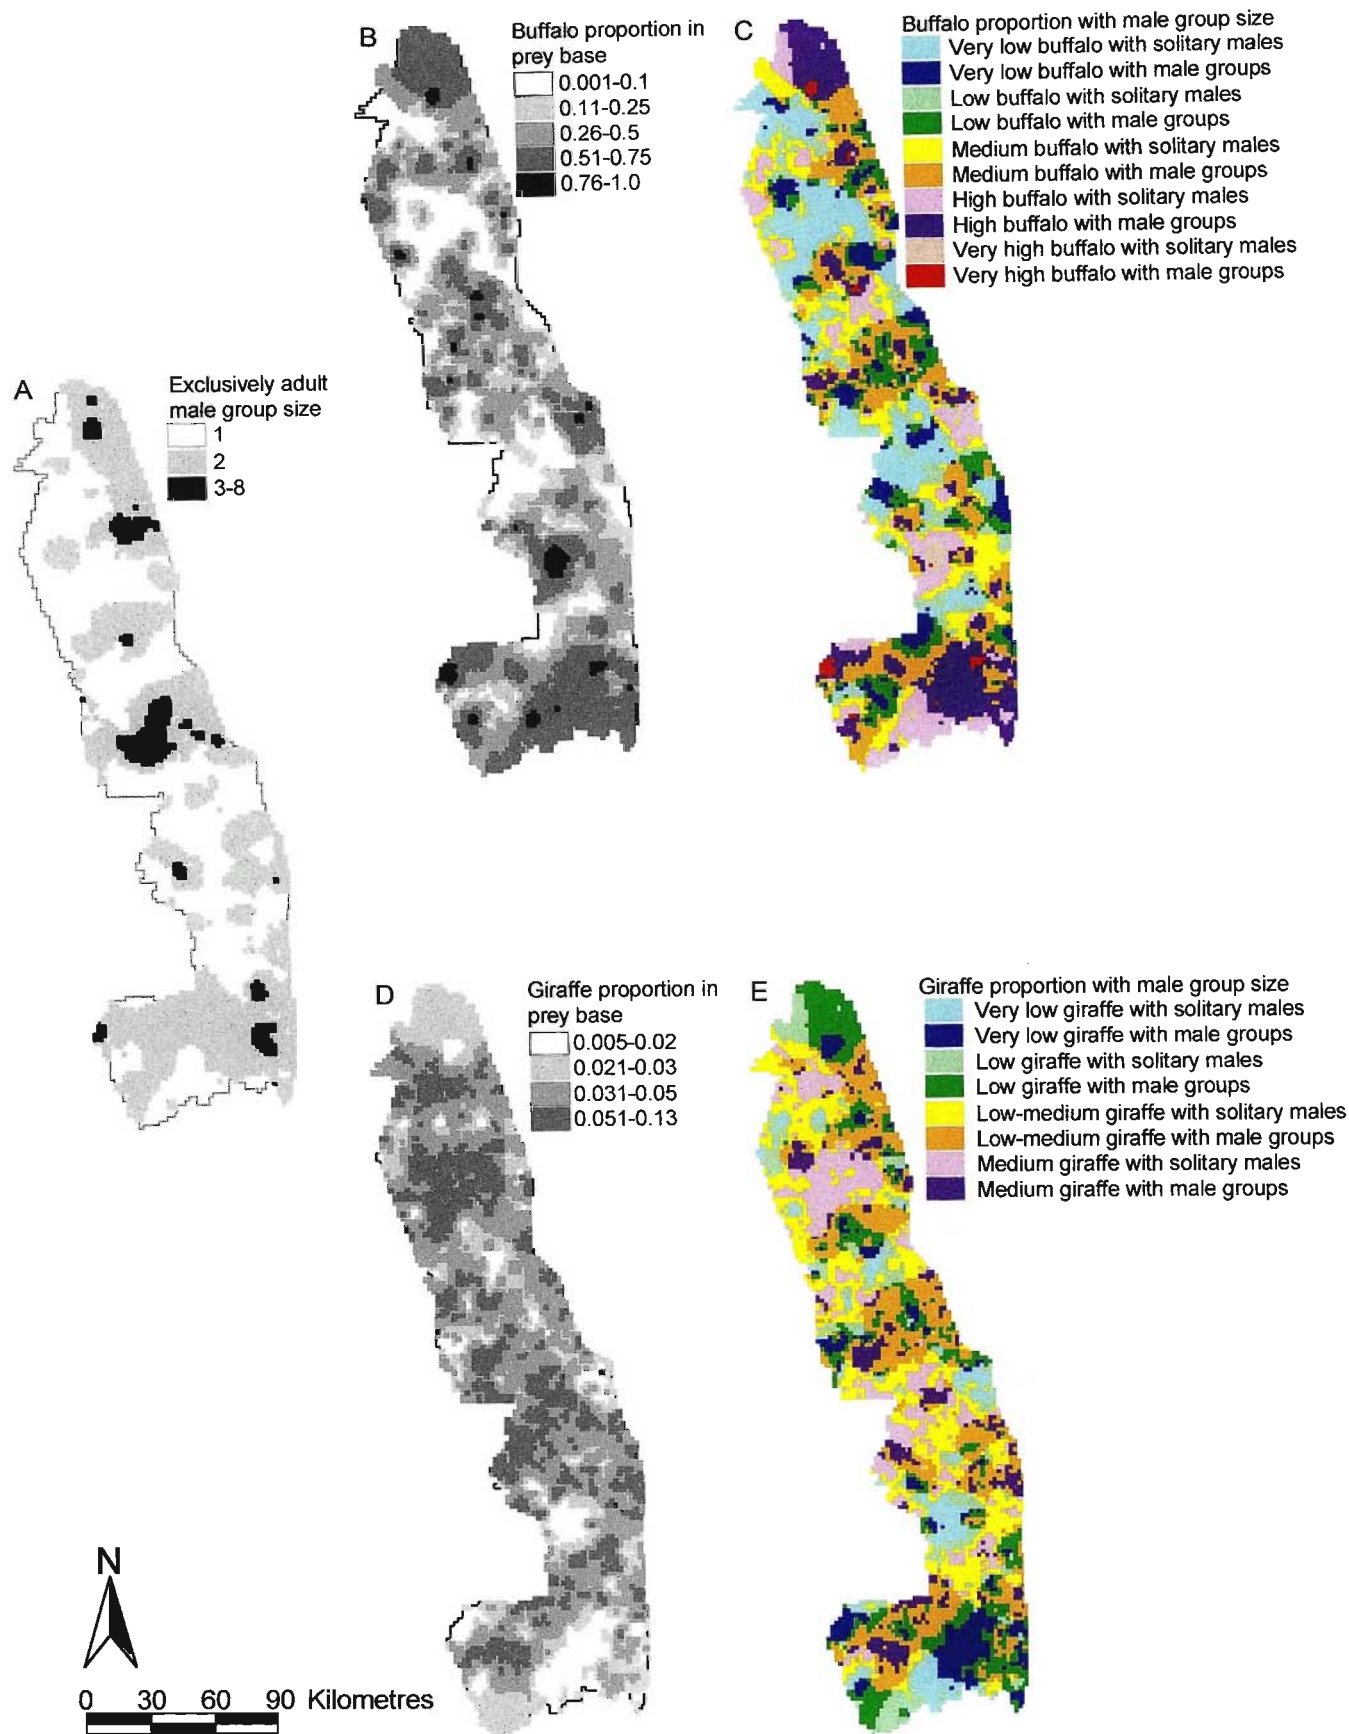 A
Exclusively adult
male group size
1
2
3-8
B
Buffalo proportion in
prey base
0.001-0.1
0.11-0.25
0.26-0.5
0.51-0.75
0.76-1.0
C
Buffalo proportion with male group size
Very low buffalo with solitary males
Very low buffalo with male groups
Low buffalo with solitary males
Low buffalo with male groups
Medium buffalo with solitary males
Medium buffalo with male groups
High buffalo with solitary males
High buffalo with male groups
Very high buffalo with solitary males
Very high buffalo with male groups
D
Giraffe proportion in
prey base
0.005-0.02
0.021-0.03
0.031-0.05
0.051-0.13
E
Giraffe proportion with male group size
Very low giraffe with solitary males
Very low giraffe with male groups
Low giraffe with solitary males
Low giraffe with male groups
Low-medium giraffe with solitary males
Low-medium giraffe with male groups
Medium giraffe with solitary males
Medium giraffe with male groups
N
0 30 60 90 Kilometres